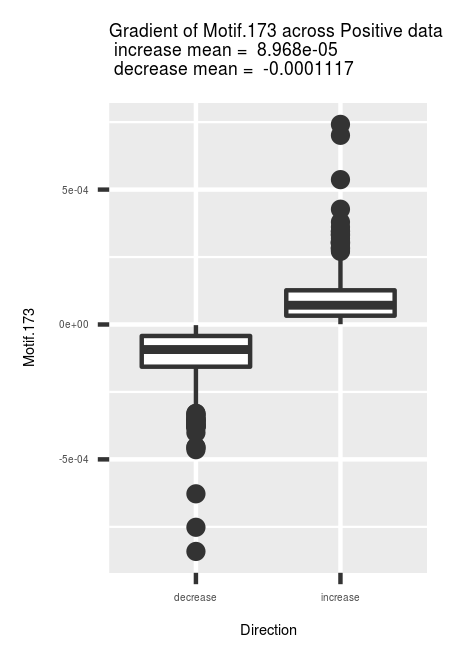 Gradient of Motif.173 across Positive data
increase mean =  8.968e-05
decrease mean =  -0.0001117
5e-04
0e+00
-5e-04
Motif.173
decrease
increase
Direction